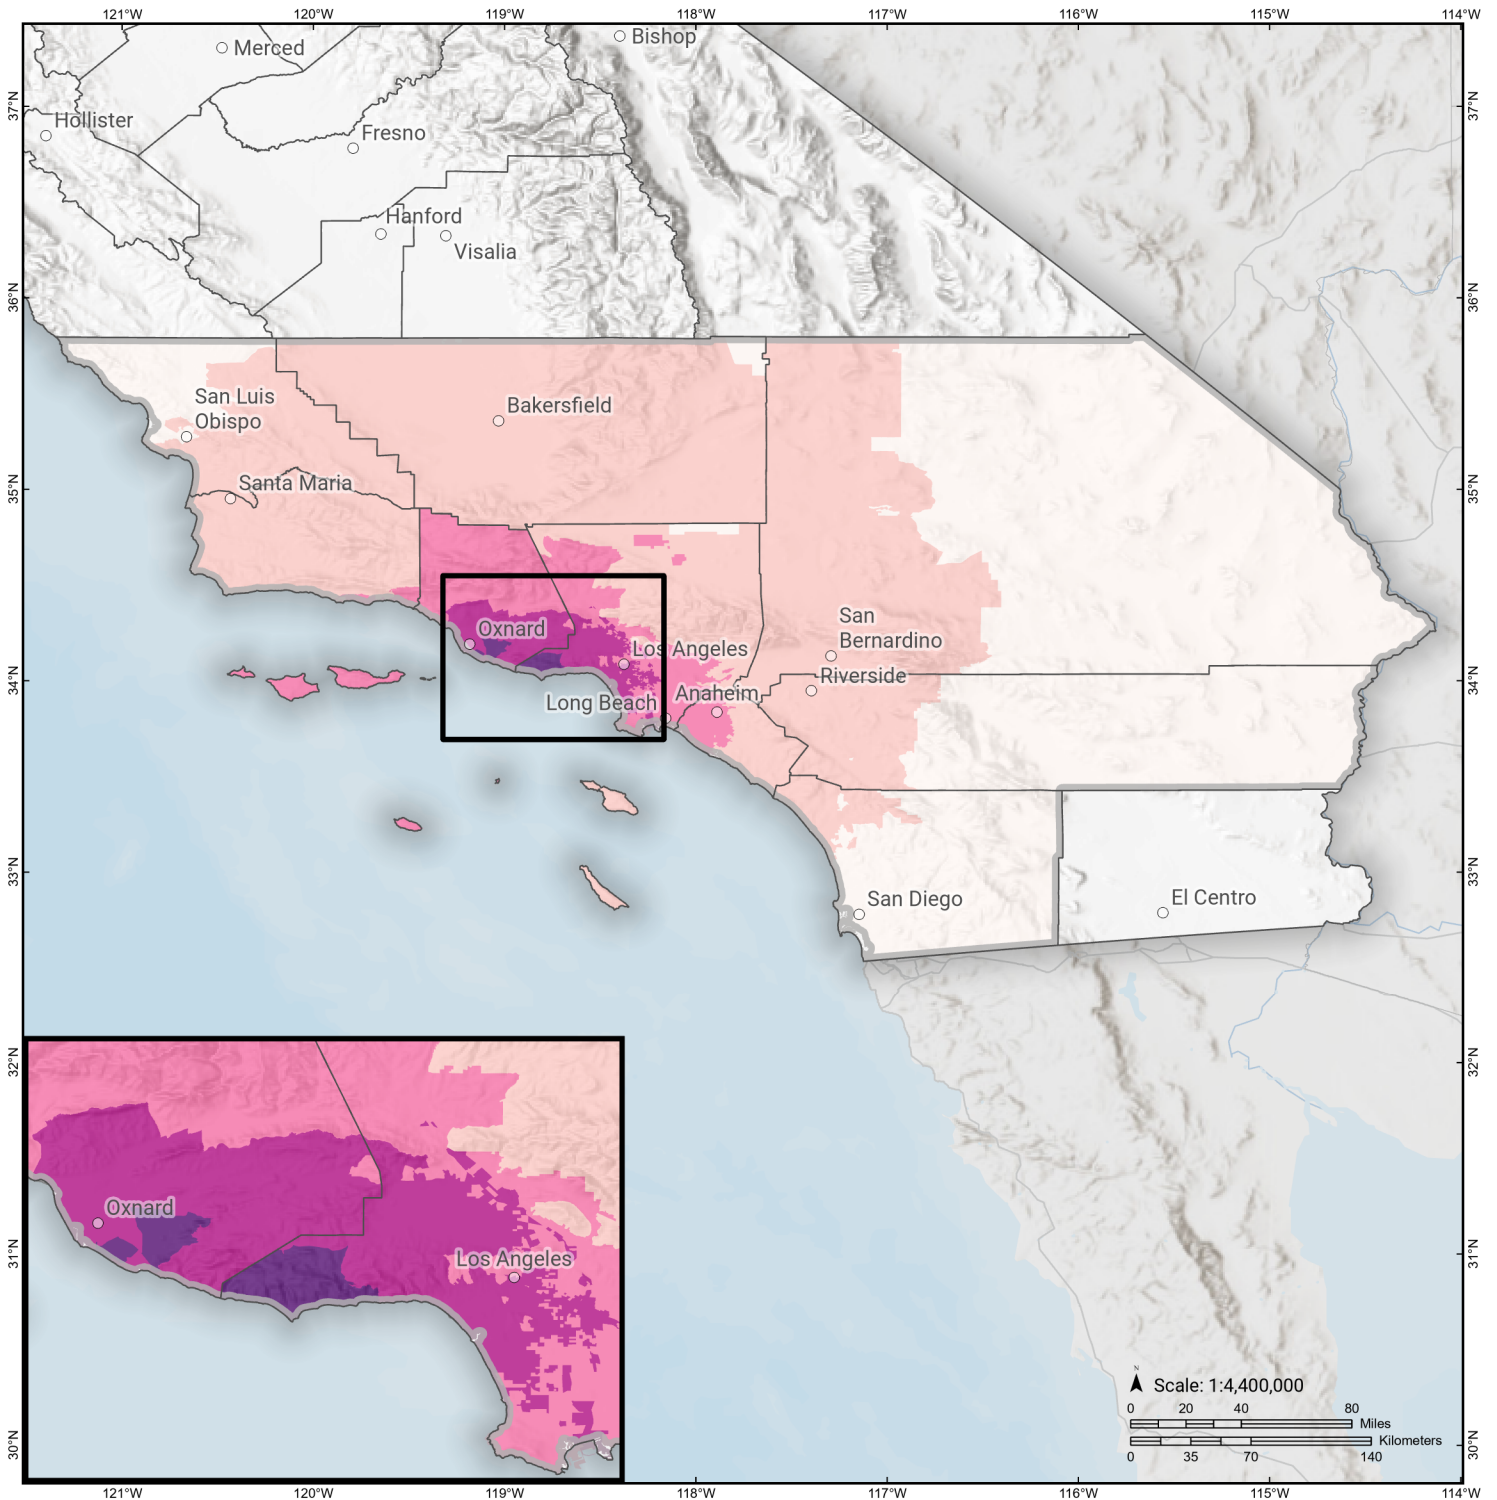 121°W 120°W 119°W 118°W 117°W 116°W 115°W 114°W
Bishop
Merced
37°N 37°N
Hollister
Fresno
Hanford
Visalia
36°N 36°N
San Luis
Obispo
Bakersfield
Santa Maria
35°N 35°N
San
Bernardino
Oxnard
Los Angeles
Riverside
34°N 34°N
Anaheim
Long Beach
33°N 33°N
San Diego
El Centro
32°N 32°N
Oxnard
Los Angeles
31°N 31°N
N
Scale: 1:4,400,000
0 20 40 80
Miles
Kilometers
0 35 70 140
30°N 30°N
121°W 120°W 119°W 118°W 117°W 116°W 115°W 114°W